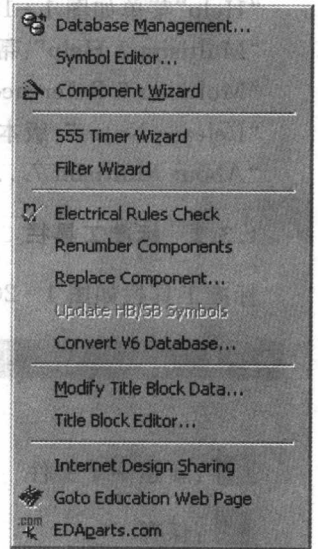 Database Management...
Symbol Editor...
Component Wizard
555 Timer Wizard
Filter Wizard
Electrical Rules Check
Renumber Components
Replace Component...
Update HB/SB Symbols
Convert V6 Database...
Modify Title Block Data...
Title Block Editor...
Internet Design Sharing
Goto Education Web Page
.com EDAparts.com